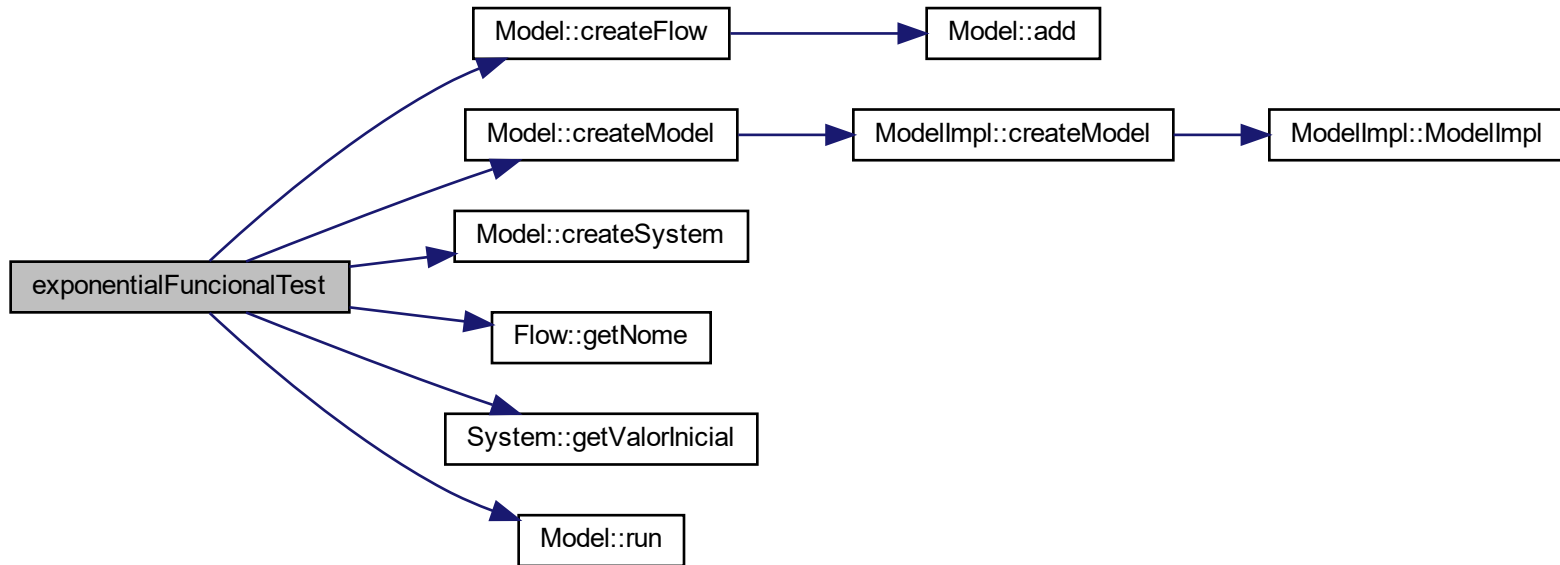 Model::createFlow
Model::add
Model::createModel
ModelImpl::createModel
ModelImpl::ModelImpl
Model::createSystem
exponentialFuncionalTest
Flow::getNome
System::getValorInicial
Model::run